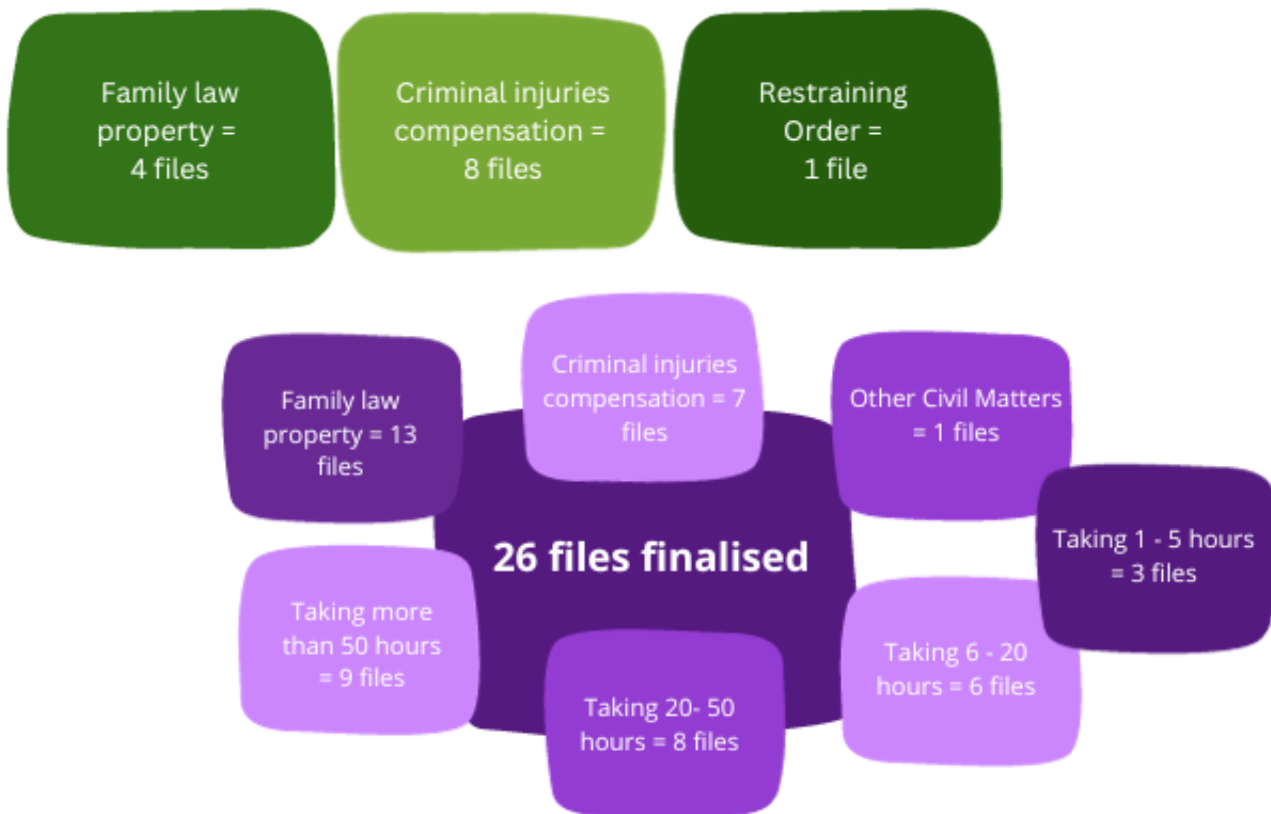 Family law
property =
4 files
Criminal injuries
compensation =
8 files
Restraining
Order =
1 file
Criminal injuries
compensation = 7
files
Family law
property = 13
files
Other Civil Matters
= 1 files
26 files finalised
Taking 1 - 5 hours
= 3 files
Taking more
than 50 hours
= 9 files
Taking 6 - 20
hours = 6 files
Taking 20- 50
hours = 8 files